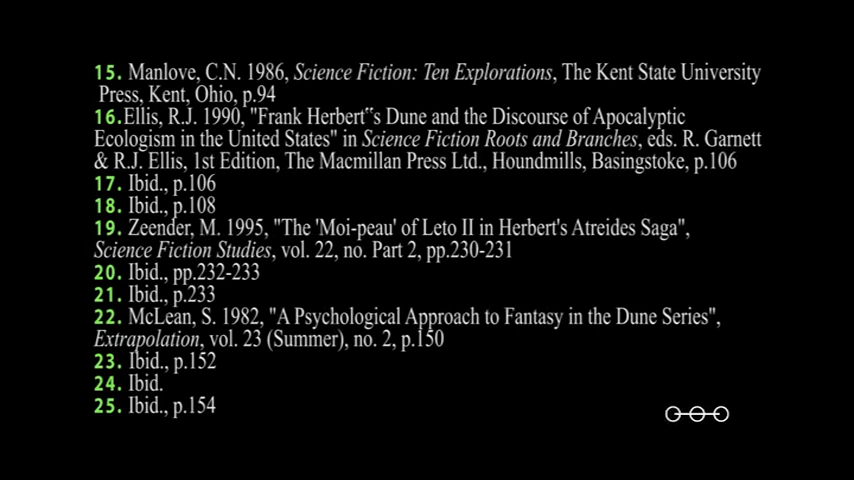 15. Manlove, C.N. 1986, Science Fiction: Ten Explorations, The Kent State University
Press, Kent, Ohio, p.94
16.Ellis, R.J. 1990, "Frank Herbert‟s Dune and the Discourse of Apocalyptic
Ecologism in the United States" in Science Fiction Roots and Branches, eds. R. Garnett
& R.J. Ellis, 1st Edition, The Macmillan Press Ltd., Houndmills, Basingstoke, p.106
17. Ibid., p.106
18. Ibid., p.108
19. Zeender, M. 1995, "The 'Moi-peau' of Leto II in Herbert's Atreides Saga",
Science Fiction Studies, vol. 22, no. Part 2, pp.230-231
20. Ibid., pp.232-233
21. Ibid., p.233
22. McLean, S. 1982, "A Psychological Approach to Fantasy in the Dune Series",
Extrapolation, vol. 23 (Summer), no. 2, p.150
23. Ibid., p.152
24. Ibid.
25. Ibid., p.154